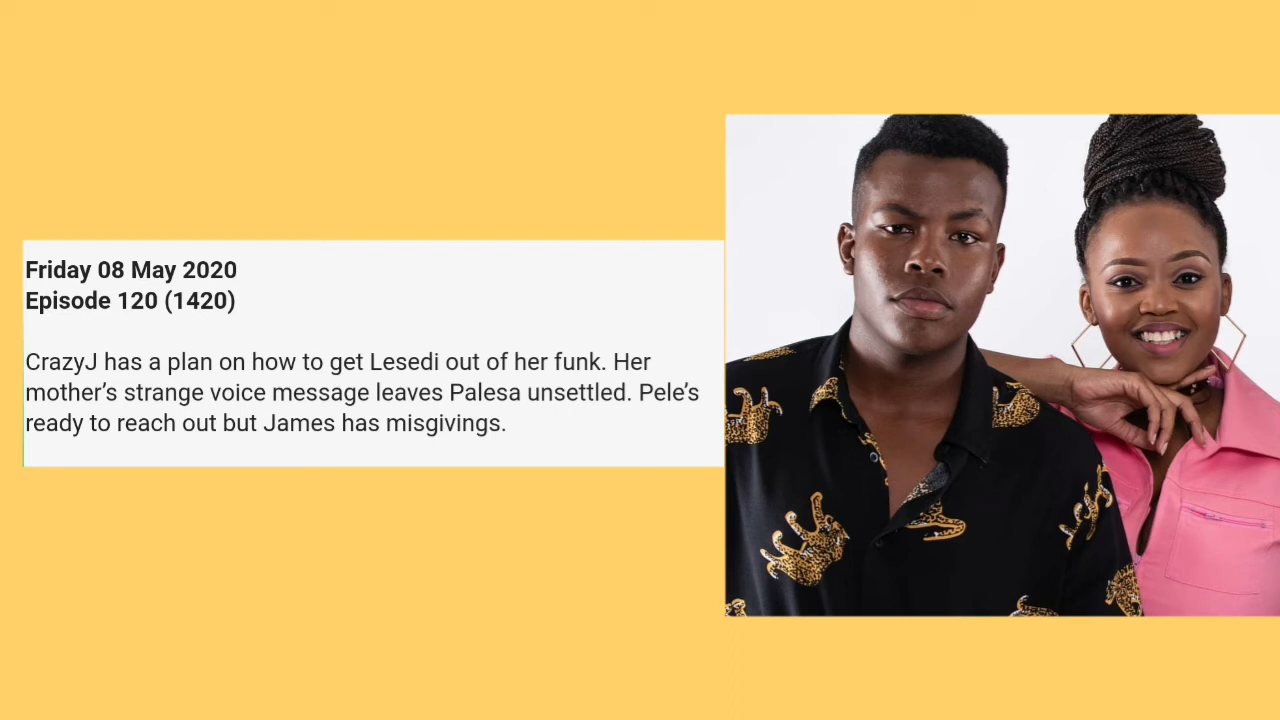 Friday 08 May 2020
Episode 120 (1420)
CrazyJ has a plan on how to get Lesedi out of her funk. Her
mother’s strange voice message leaves Palesa unsettled. Pele’s
ready to reach out but James has misgivings.